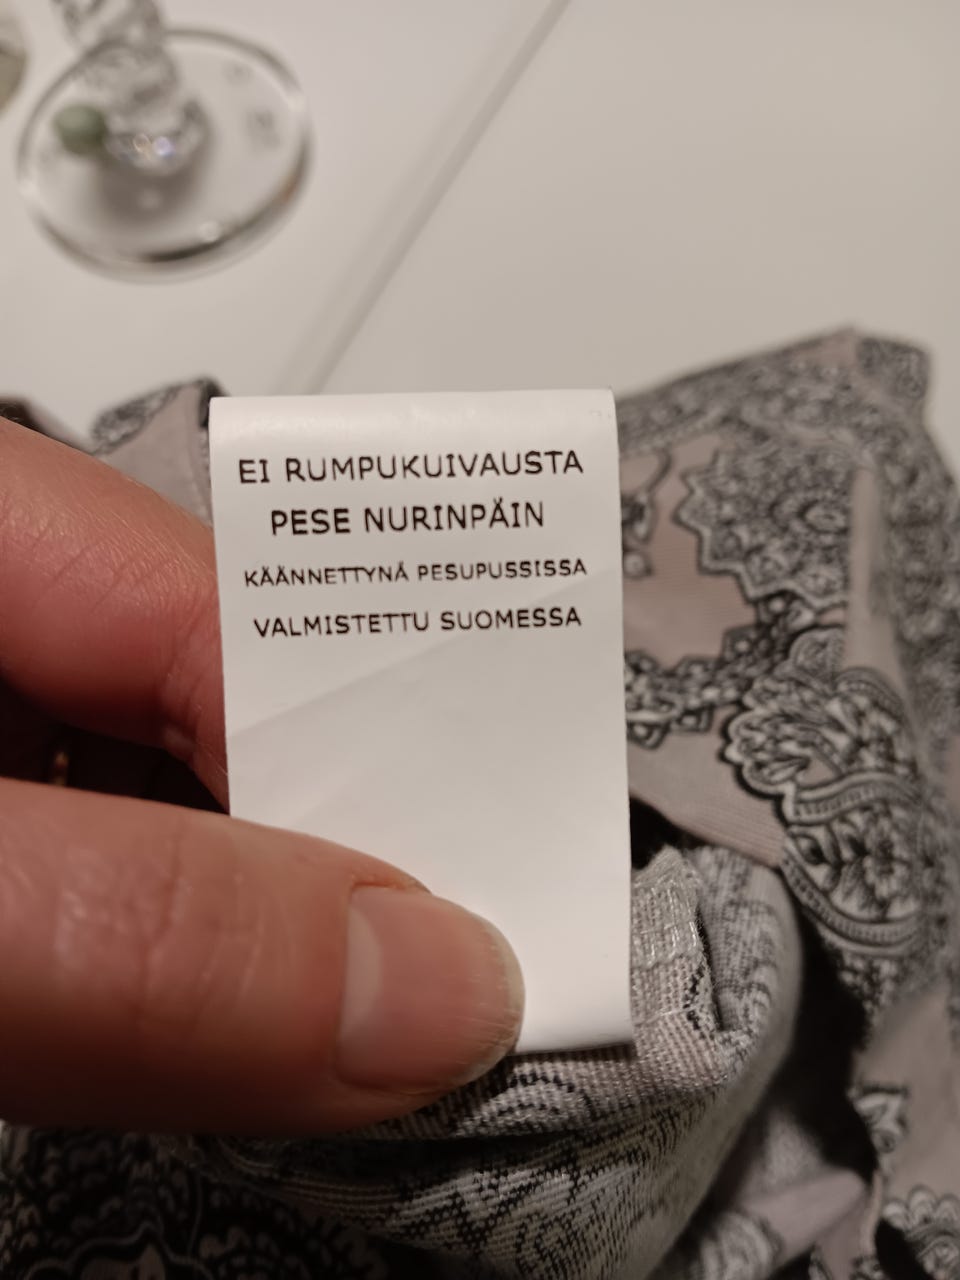 EI RUMPUKUIVAUSTA
PESE NURINPÄIN
KÄÄNNETTYNÄ PESUPUSSISSA
VALMISTETTU SUOMESSA